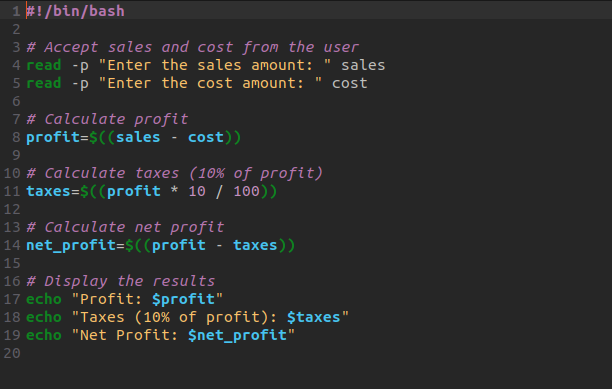 1 #!/bin/bash
2
3 # Accept sales and cost from the user
4 read -p "Enter the sales amount: " sales
5 read -p "Enter the cost amount: " cost
6
7 # Calculate profit
8 profit=$((sales - cost))
9
10 # Calculate taxes (10% of profit)
11 taxes=$((profit * 10 / 100))
12
13 # Calculate net profit
14 net_profit=$((profit - taxes))
15
16 # Display the results
17 echo "Profit: $profit"
18 echo "Taxes (10% of profit): $taxes"
19 echo "Net Profit: $net_profit"
20